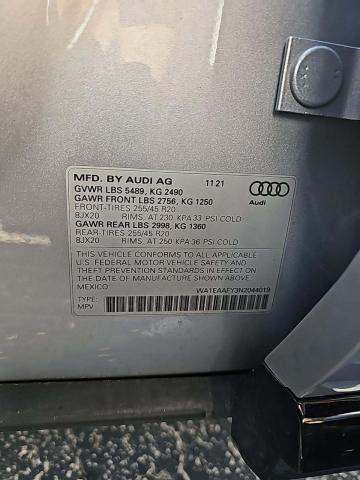 MFD. BY AUDI AG 11 21
Audi
GVWR LBS 5489, KG 2490
GAWR FRONT LBS 2756, KG 1250
FRONT-TIRES 255/45 R20
8JX20 RIMS, AT 230 KPA 33 PSI COLD
GAWR REAR LBS 2998, KG 1360
REAR-TIRES 255/45 R20
8JX20 RIMS, AT 250 KPA 36 PSI COLD
THIS VEHICLE CONFORMS TO ALL APPLICABLE
U.S. FEDERAL MOTOR VEHICLE SAFETY AND
THEFT PREVENTION STANDARDS IN EFFECT ON
THE DATE OF MANUFACTURE SHOWN ABOVE.
MEXICO
WA1EAAFY3N2044019
TYPE:
MPV